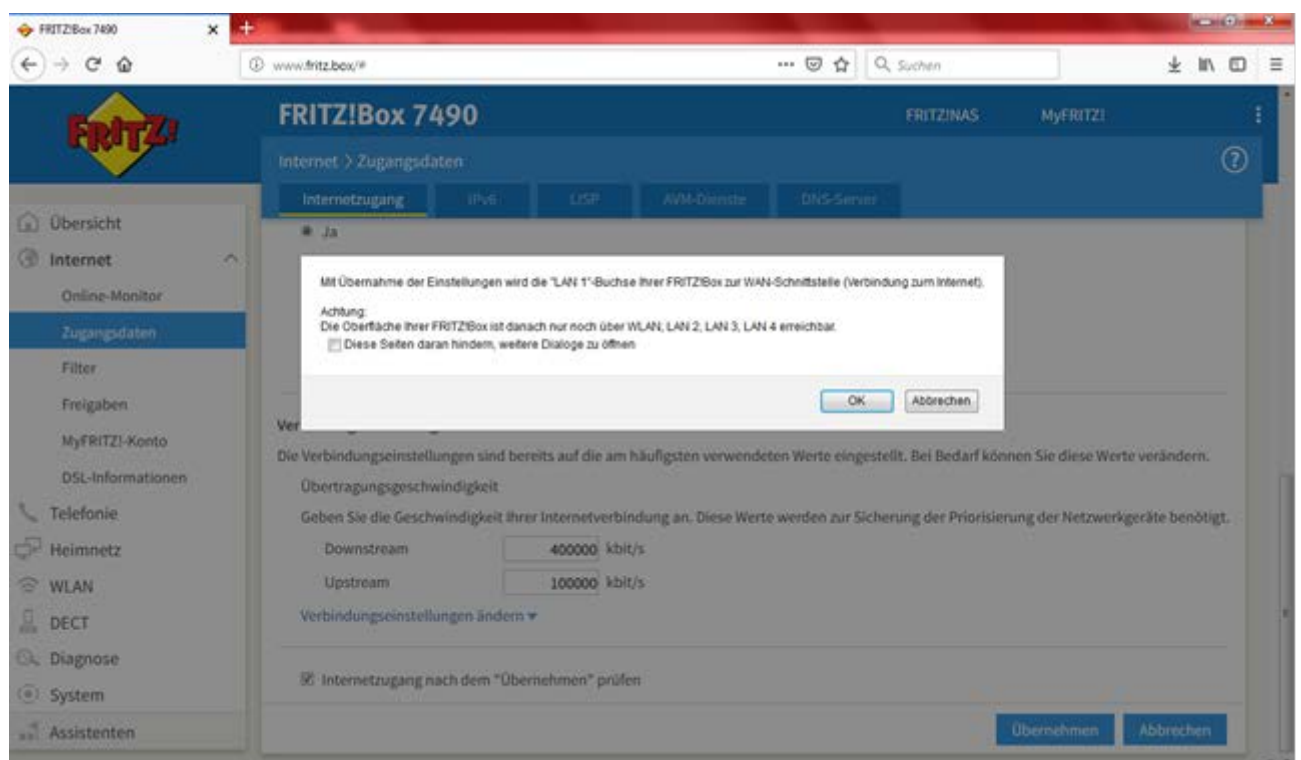 FRITZ!Box 7490
www.fritz.box/#
Suchen
FRITZ!
FRITZ!Box 7490
FRITZ!NAS
MyFRITZ!
Internet > Zugangsdaten
Internetzugang
IPv6
LISP
AVM-Dienste
DNS-Server
Übersicht
Internet
Online-Monitor
Zugangsdaten
Filter
Freigaben
MyFRITZ!-Konto
DSL-Informationen
Telefonie
Heimnetz
WLAN
DECT
Diagnose
System
Assistenten
Ja
Mit Übernahme der Einstellungen wird die "LAN 1"-Buchse Ihrer FRITZ!Box zur WAN-Schnittstelle (Verbindung zum Internet).
Achtung:
Die Oberfläche Ihrer FRITZ!Box ist danach nur noch über WLAN, LAN 2, LAN 3, LAN 4 erreichbar.
Diese Seiten daran hindern, weitere Dialoge zu öffnen
OK
Abbrechen
Ver
Die Verbindungseinstellungen sind bereits auf die am häufigsten verwendeten Werte eingestellt. Bei Bedarf können Sie diese Werte verändern.
Übertragungsgeschwindigkeit
Geben Sie die Geschwindigkeit Ihrer Internetverbindung an. Diese Werte werden zur Sicherung der Priorisierung der Netzwerkgeräte benötigt.
Downstream 400000 kbit/s
Upstream 100000 kbit/s
Verbindungseinstellungen ändern
Internetzugang nach dem "Übernehmen" prüfen
Übernehmen
Abbrechen